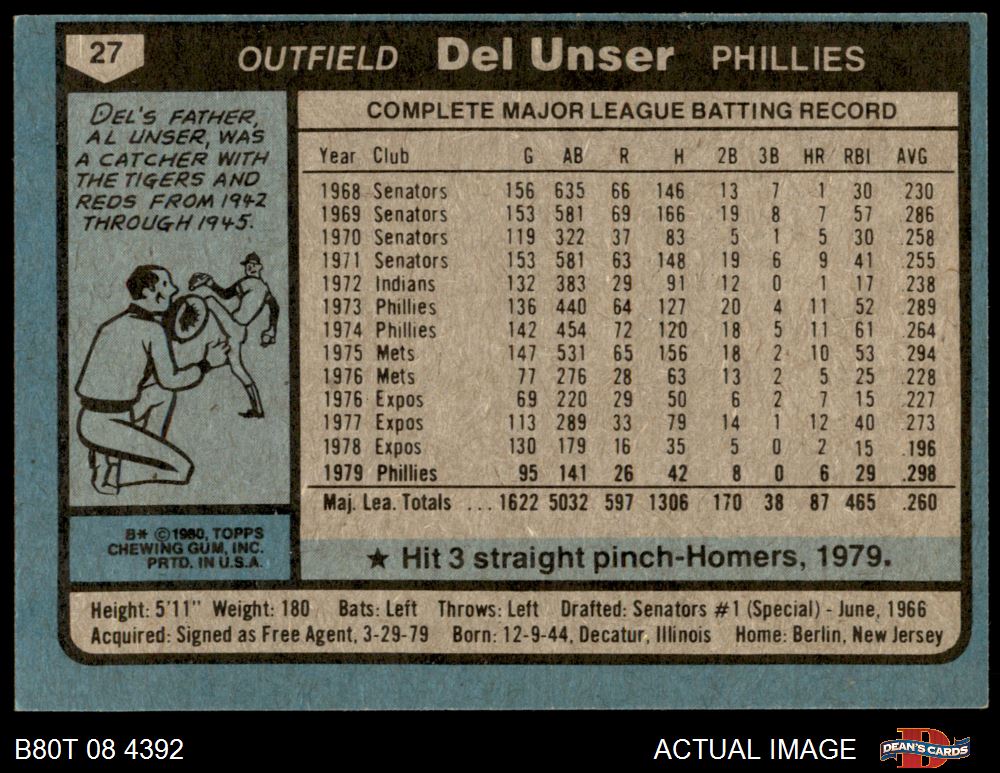 27 OUTFIELD Del Unser PHILLIES
DEL'S FATHER,
AL UNSER, WAS
A CATCHER WITH
THE TIGERS AND
REDS FROM 1942
THROUGH 1945.
COMPLETE MAJOR LEAGUE BATTING RECORD
Year Club G AB R H 2B 3B HR RBI AVG
1968 Senators 156 635 66 146 13 7 1 30 230
1969 Senators 153 581 69 166 19 8 7 57 .286
1970 Senators 119 322 37 83 5 1 5 30 .258
1971 Senators 153 581 63 148 19 6 9 41 .255
1972 Indians 132 383 29 91 12 0 1 17 .238
1973 Phillies 136 440 64 127 20 4 11 52 .289
1974 Phillies 142 454 72 120 18 5 11 61 .264
1975 Mets 147 531 65 156 18 2 10 53 .294
1976 Mets 77 276 28 63 13 2 5 25 .228
1976 Expos 69 220 29 50 6 2 7 15 .227
1977 Expos 113 289 33 79 14 1 12 40 .273
1978 Expos 130 179 16 35 5 0 2 15 .196
1979 Phillies 95 141 26 42 8 0 6 29 .298
Maj. Lea. Totals ... 1622 5032 597 1306 170 38 87 465 .260
★ Hit 3 straight pinch-Homers, 1979.
B* ©1980, TOPPS
CHEWING GUM, INC.
PRTD. IN U.S.A.
Height: 5'11" Weight: 180 Bats: Left Throws: Left Drafted: Senators #1 (Special) - June, 1966
Acquired: Signed as Free Agent, 3-29-79 Born: 12-9-44, Decatur, Illinois Home: Berlin, New Jersey
B80T 08 4392 ACTUAL IMAGE DEAN'S CARDS